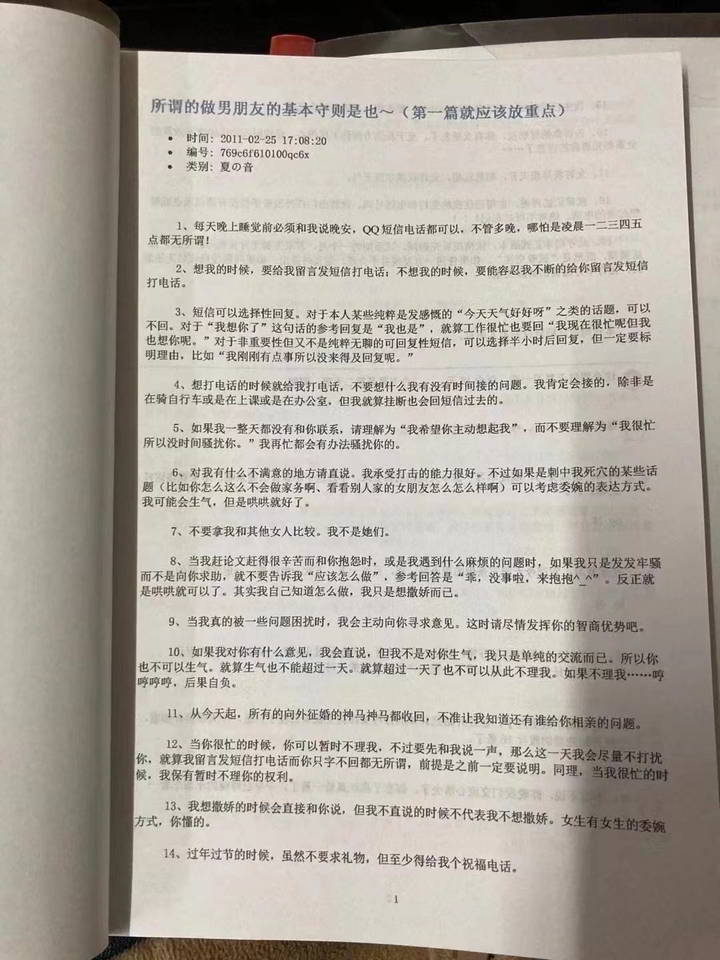 所谓的做男朋友的基本守则是也～（第一篇就应该放重点）
• 时间: 2011-02-25 17:08:20
• 编号: 769c6f610100qc6x
• 类别: 夏の音
1、每天晚上睡觉前必须和我说晚安，QQ短信电话都可以，不管多晚，哪怕是凌晨一二三四五
点都无所谓！
2、想我的时候，要给我留言发短信打电话；不想我的时候，要能容忍我不断的给你留言发短信
打电话。
3、短信可以选择性回复。对于本人某些纯粹是发感慨的“今天天气好好呀”之类的话题，可以
不回。对于“我想你了”这句话的参考回复是“我也是”，就算工作很忙也要回“我现在很忙呢但我
也想你呢。”对于非重要性但又不是纯粹无聊的可回复性短信，可以选择半小时后回复，但一定要标
明理由，比如“我刚刚有点事所以没来得及回复呢。”
4、想打电话的时候就给我打电话，不要想什么我有没有时间接的问题。我肯定会接的，除非是
在骑自行车或是在上课或是在办公室，但我就算挂断也会回短信过去的。
5、如果我一整天都没有和你联系，请理解为“我希望你主动想起我”，而不要理解为“我很忙
所以没时间骚扰你。”我再忙都会有办法骚扰你的。
6、对我有什么不满意的地方请直说。我承受打击的能力很好。不过如果是刺中我死穴的某些话
题（比如你怎么这么不会做家务啊、看看别人家的女朋友怎么怎么样啊）可以考虑委婉的表达方式。
我可能会生气，但是哄哄就好了。
7、不要拿我和其他女人比较。我不是她们。
8、当我赶论文赶得很辛苦而和你抱怨时，或是我遇到什么麻烦的问题时，如果我只是发发牢骚
而不是向你求助，就不要告诉我“应该怎么做”，参考回答是“乖，没事啦，来抱抱^_^”。反正就
是哄哄就可以了。其实我自己知道怎么做，我只是想撒娇而已。
9、当我真的被一些问题困扰时，我会主动向你寻求意见。这时请尽情发挥你的智商优势吧。
10、如果我对你有什么意见，我会直说，但我不是对你生气，我只是单纯的交流而已。所以你
也不可以生气。就算生气也不能超过一天。就算超过一天了也不可以从此不理我。如果不理我……哼
哼哼哼，后果自负。
11、从今天起，所有的向外征婚的神马神马都收回，不准让我知道还有谁给你相亲的问题。
12、当你很忙的时候，你可以暂时不理我，不过要先和我说一声，那么这一天我会尽量不打扰
你，就算我留言发短信打电话而你只字不回都无所谓，前提是之前一定要说明。同理，当我很忙的时
候，我保有暂时不理你的权利。
13、我想撒娇的时候会直接和你说，但我不直说的时候不代表我不想撒娇。女生有女生的委婉
方式，你懂的。
14、过年过节的时候，虽然不要求礼物，但至少得给我个祝福电话。
1